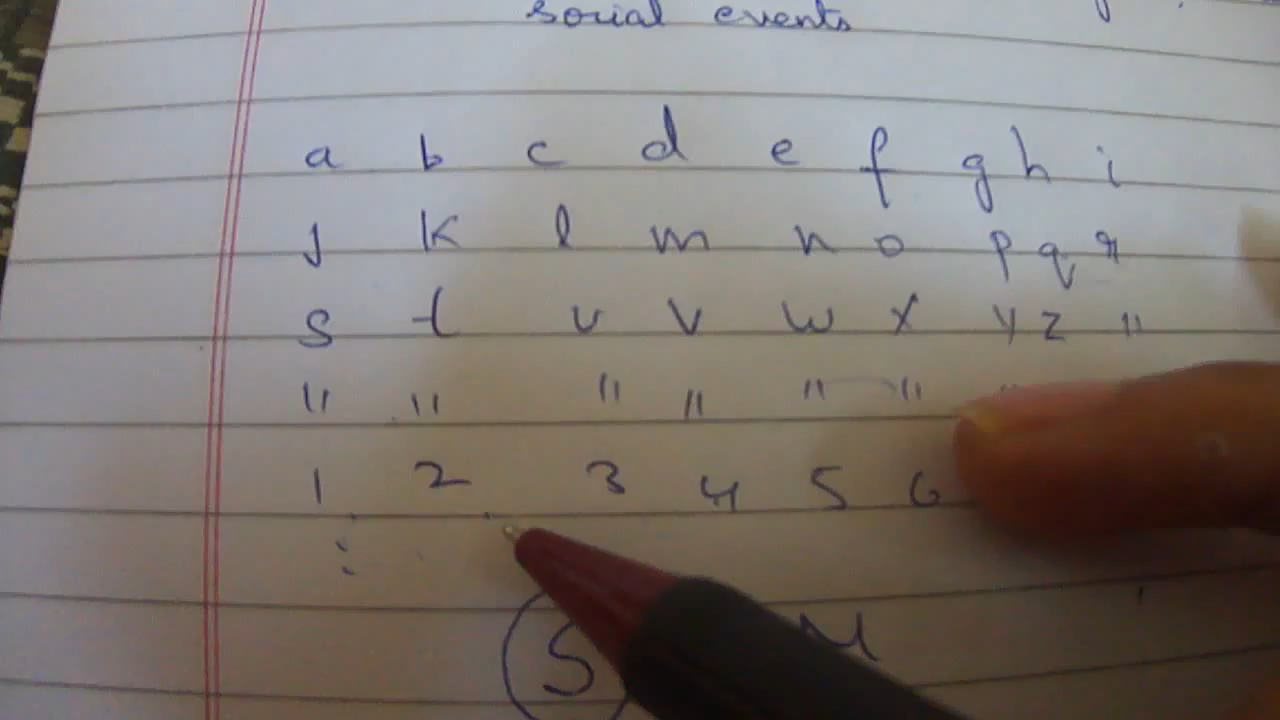 social events
a b c d e f g h i
j k l m n o p q r
s t u v w x y z "
" " " " " " "
1 2 3 4 5 6
S M